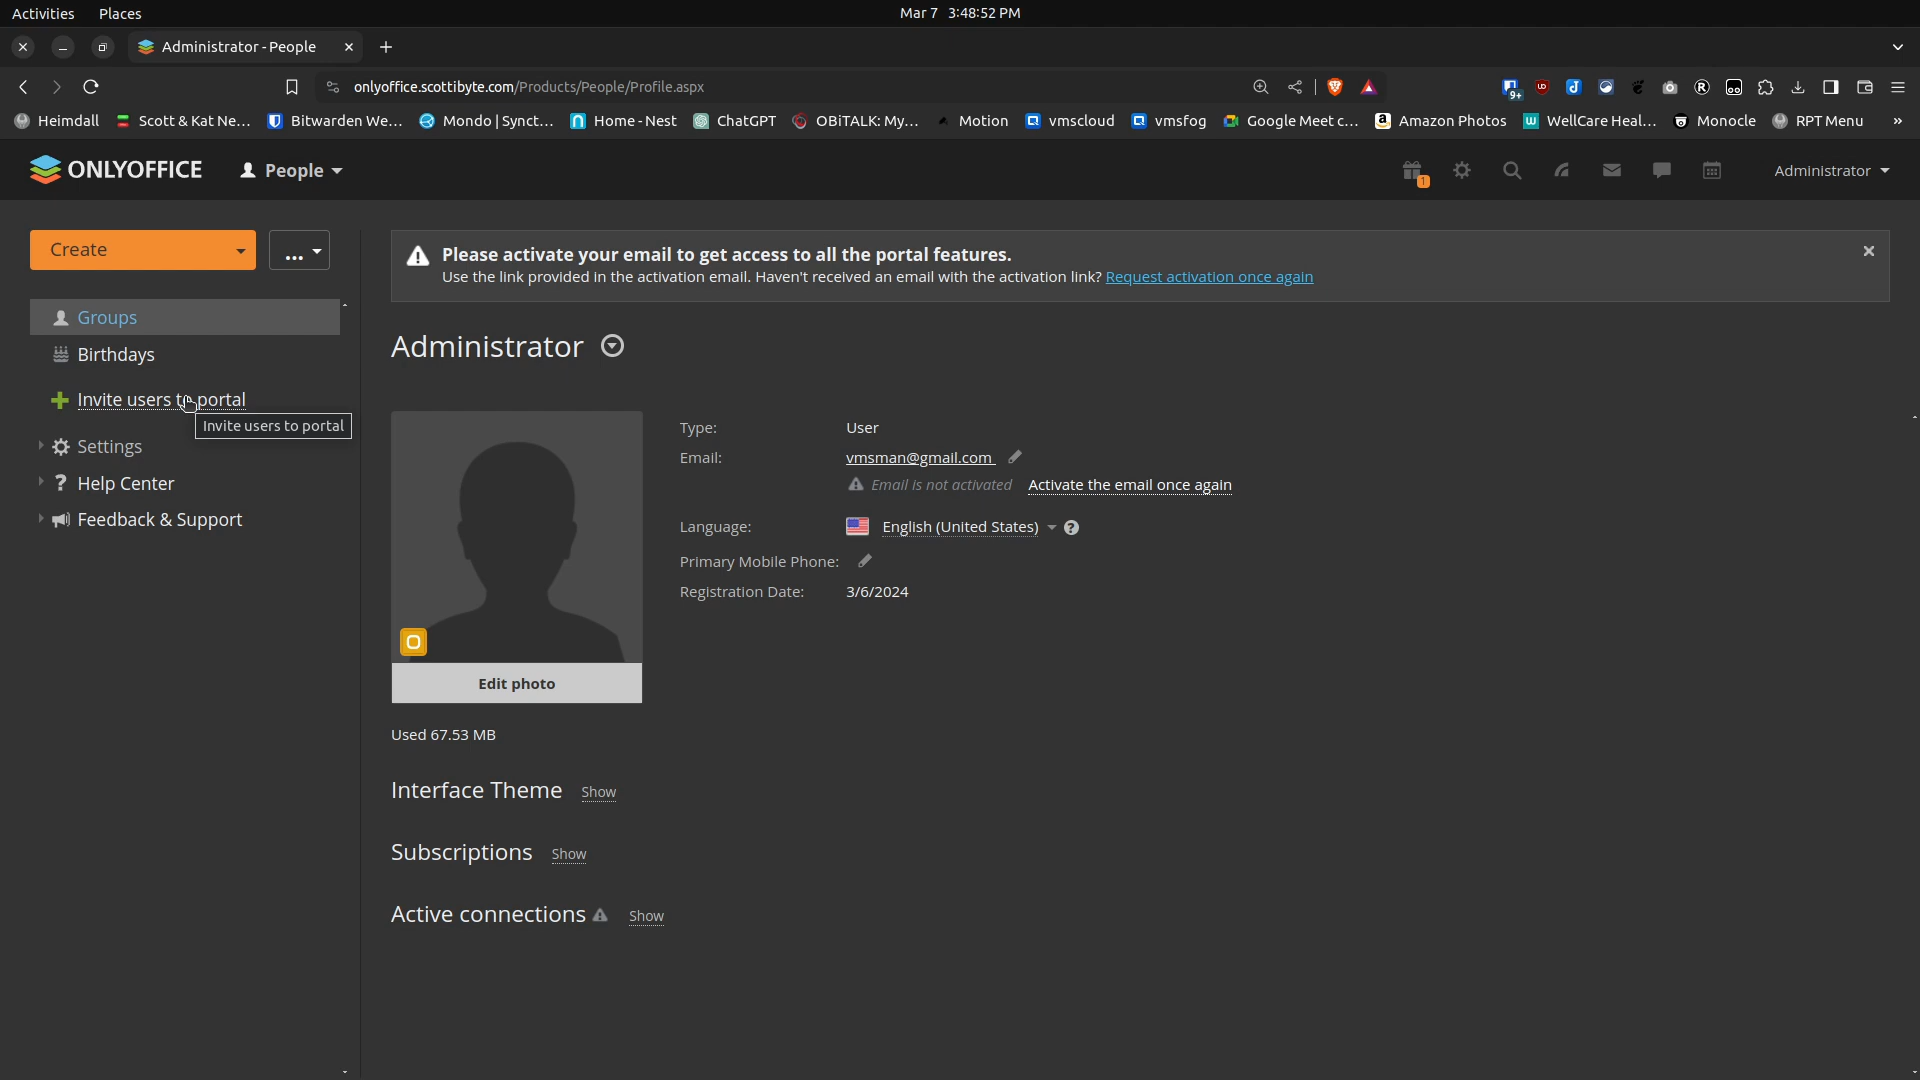 Activities Places Mar 7 3:48:52 PM
Administrator - People
onlyoffice.scottibyte.com/Products/People/Profile.aspx 9+ UD J R
Heimdall Scott & Kat Ne... Bitwarden We... Mondo | Synct... Home - Nest ChatGPT OBiTALK: My... Motion vmscloud vmsfog Google Meet c... Amazon Photos WellCare Heal... Monocle RPT Menu »
ONLYOFFICE People 1 Administrator
Create ...
Please activate your email to get access to all the portal features.
Use the link provided in the activation email. Haven't received an email with the activation link? Request activation once again
Groups
Birthdays
Invite users to portal
Invite users to portal
Settings
Help Center
Feedback & Support
Administrator
Type: User
Email: vmsman@gmail.com
Email is not activated Activate the email once again
Language: English (United States) ?
Primary Mobile Phone:
Registration Date: 3/6/2024
Edit photo
Used 67.53 MB
Interface Theme Show
Subscriptions Show
Active connections Show